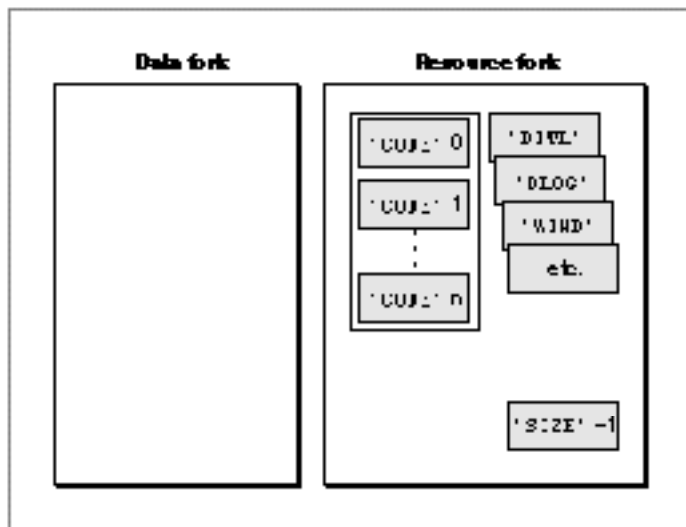 Data fork
Resource fork
'CODE' 0
'CODE' 1
'CODE' n
'DITL'
'DLOG'
'WIND'
etc.
'SIZE' -1